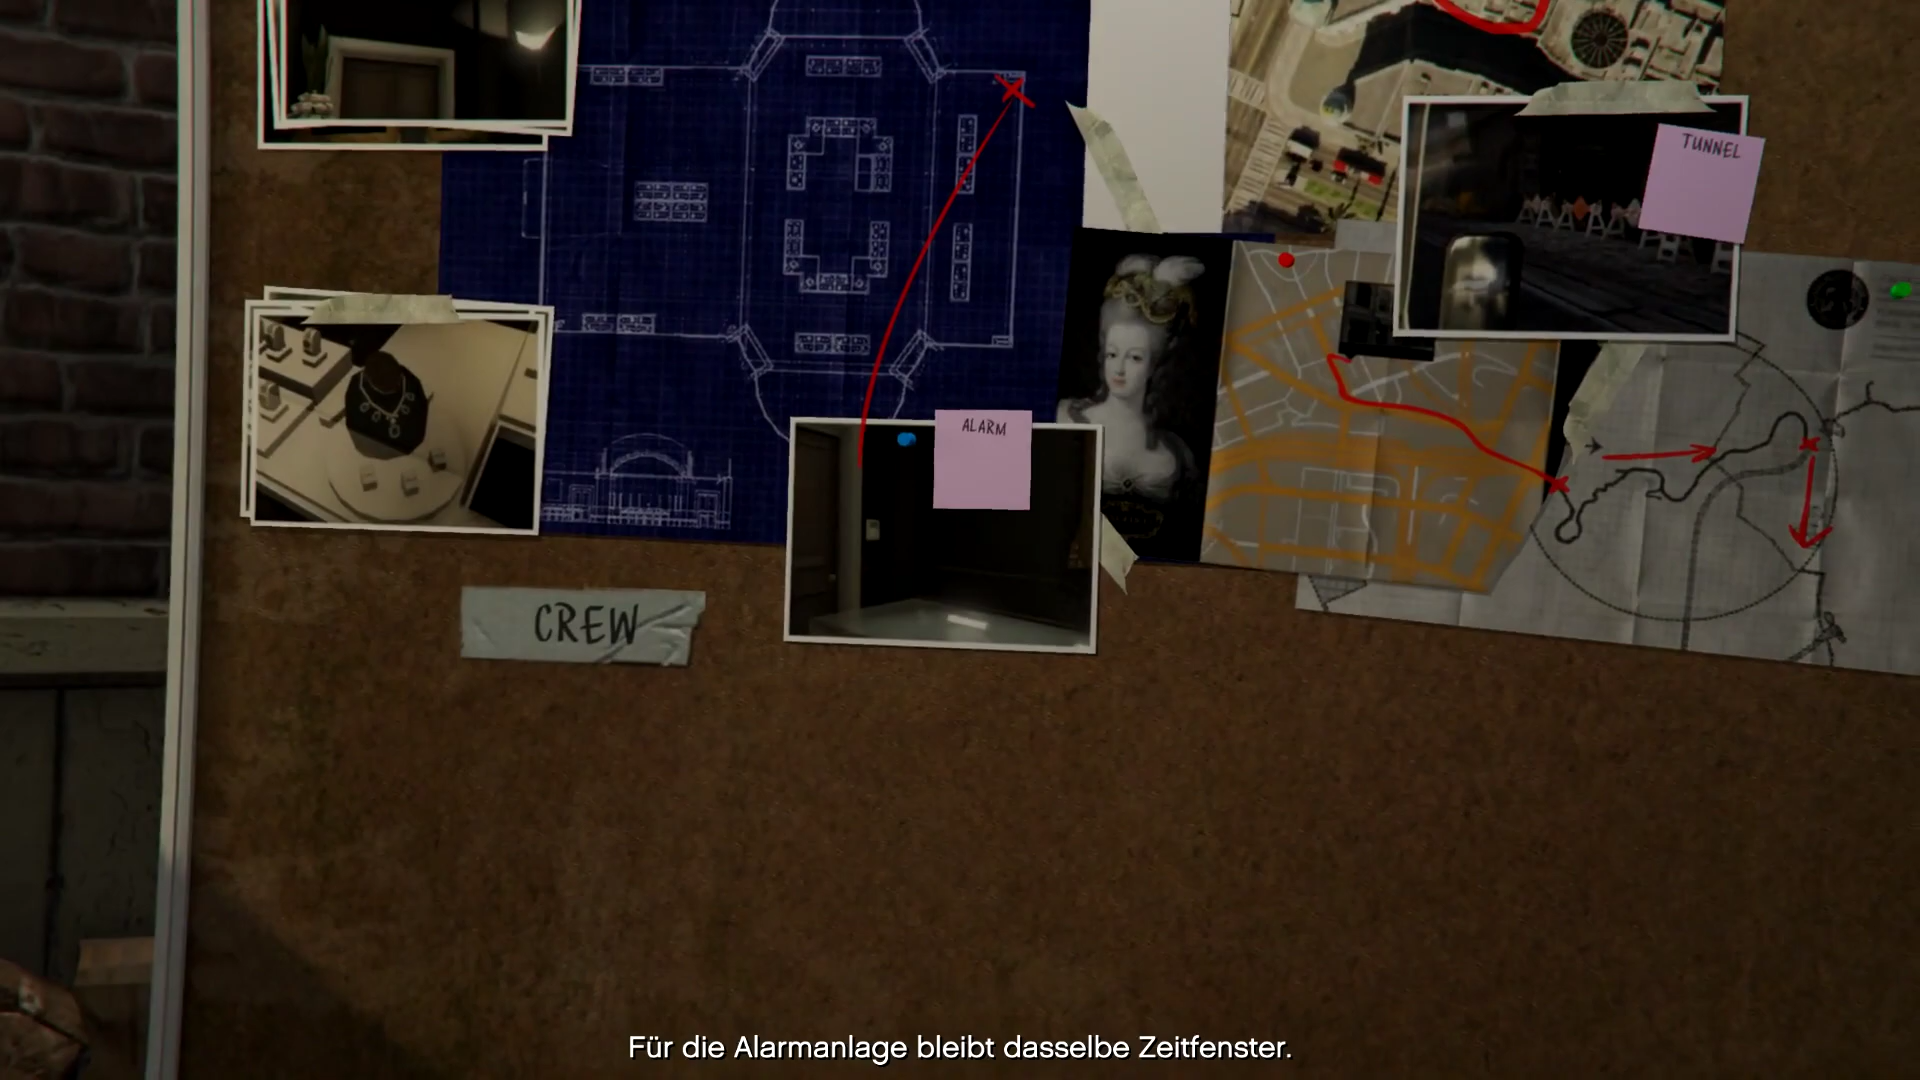 TUNNEL
ALARM
CREW
Für die Alarmanlage bleibt dasselbe Zeitfenster.